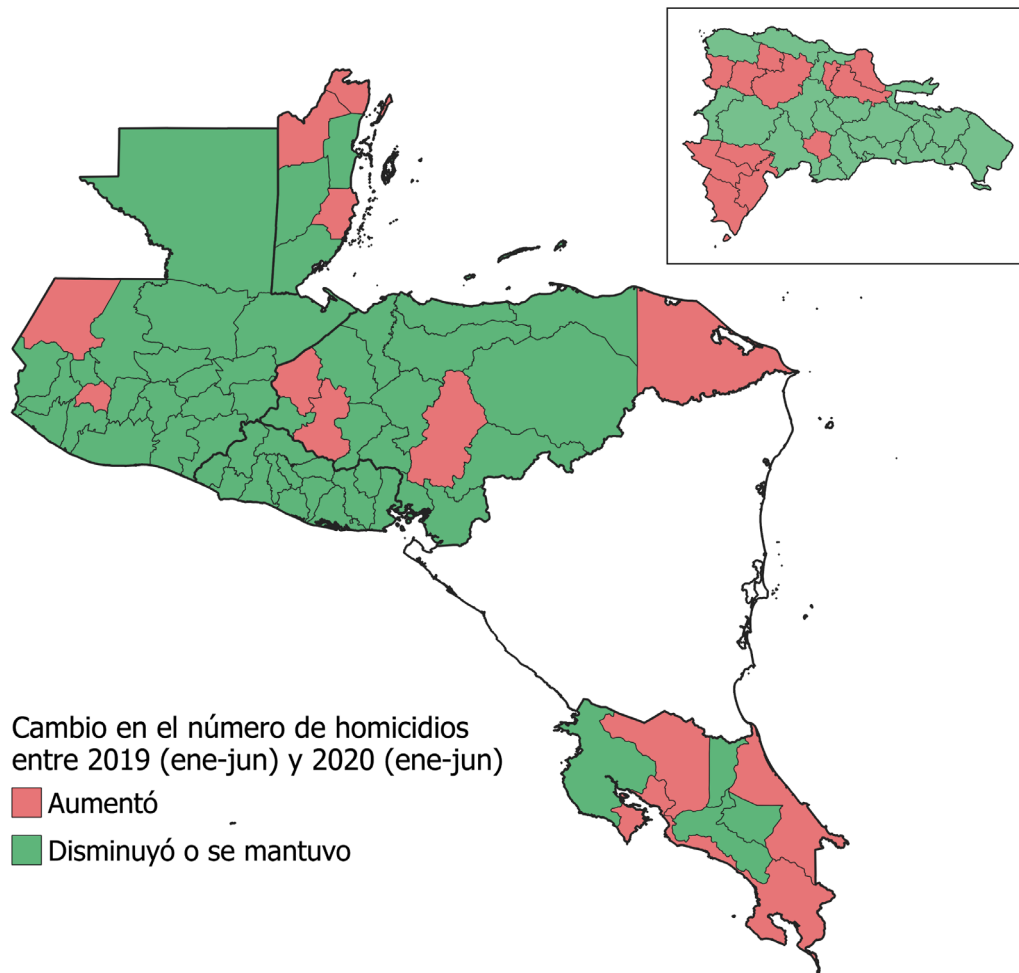 Cambio en el número de homicidios
entre 2019 (ene-jun) y 2020 (ene-jun)
Aumentó
Disminuyó o se mantuvo